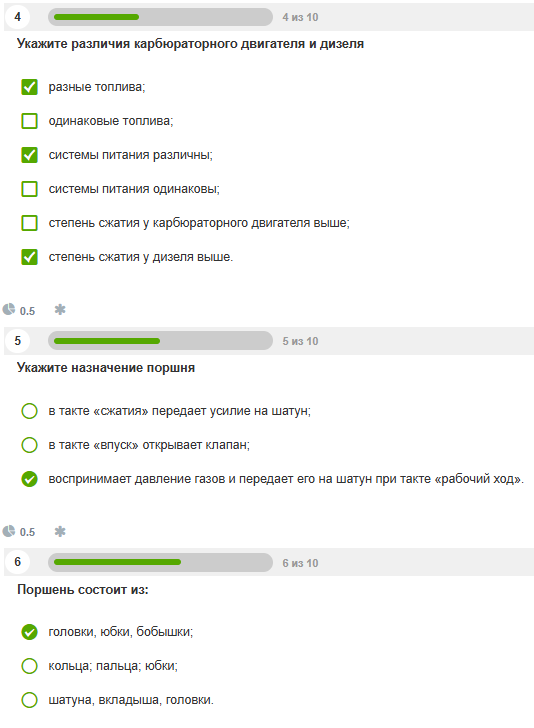 4
4 из 10
Укажите различия карбюраторного двигателя и дизеля
разные топлива;
одинаковые топлива;
системы питания различны;
системы питания одинаковы;
степень сжатия у карбюраторного двигателя выше;
степень сжатия у дизеля выше.
0.5
5
5 из 10
Укажите назначение поршня
в такте «сжатия» передает усилие на шатун;
в такте «впуск» открывает клапан;
воспринимает давление газов и передает его на шатун при такте «рабочий ход».
0.5
6
6 из 10
Поршень состоит из:
головки, юбки, бобышки;
кольца; пальца; юбки;
шатуна, вкладыша, головки.